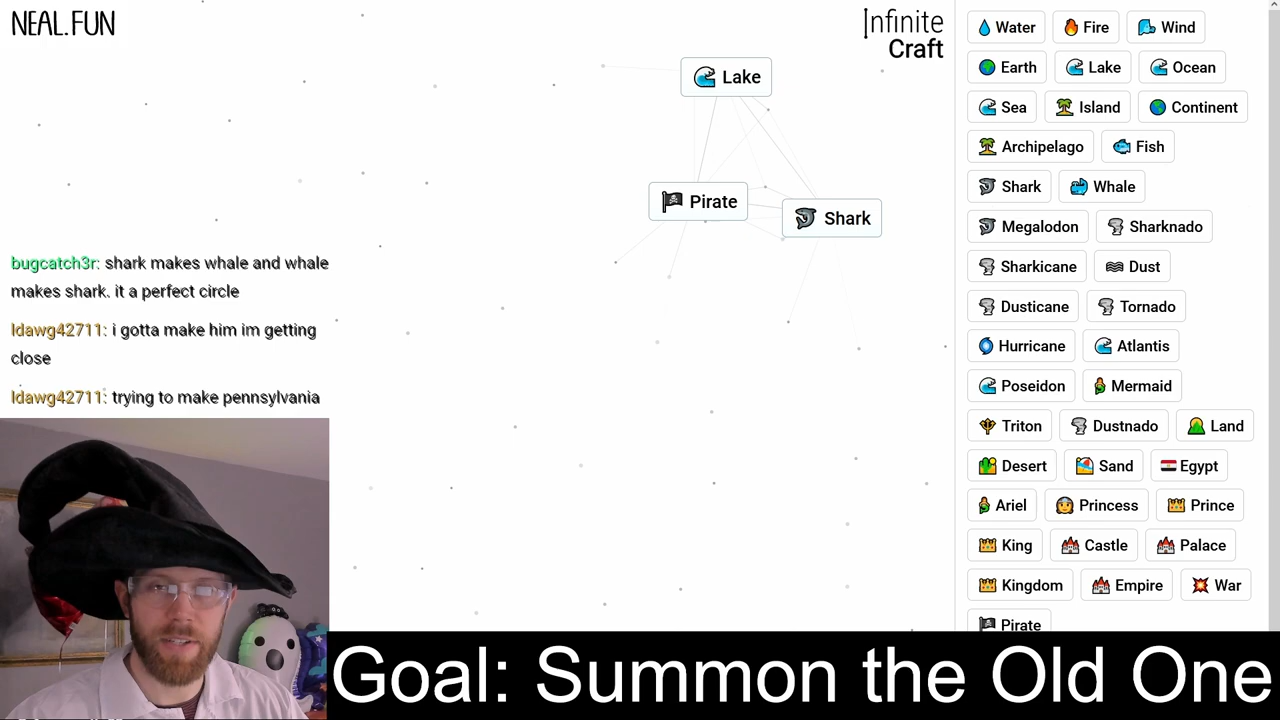 NEAL.FUN
Infinite
Craft
Lake
Pirate
Shark
bugcatch3r: shark makes whale and whale
makes shark. it a perfect circle
ldawg42711: i gotta make him im getting
close
ldawg42711: trying to make pennsylvania
Water Fire Wind
Earth Lake Ocean
Sea Island Continent
Archipelago Fish
Shark Whale
Megalodon Sharknado
Sharkicane Dust
Dusticane Tornado
Hurricane Atlantis
Poseidon Mermaid
Triton Dustnado Land
Desert Sand Egypt
Ariel Princess Prince
King Castle Palace
Kingdom Empire War
Pirate
Goal: Summon the Old One